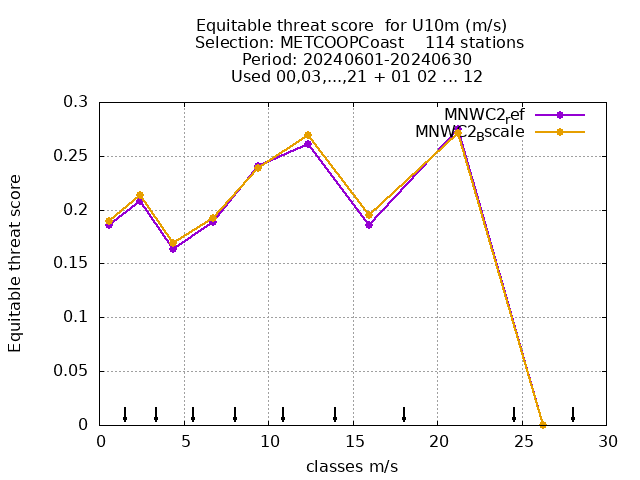 Equitable threat score  for U10m (m/s)
Selection: METCOOPCoast    114 stations
Period: 20240601-20240630
Used 00,03,...,21 + 01 02 ... 12
MNWC2_ref
MNWC2_Bscale
0.3
0.25
0.2
0.15
0.1
0.05
0
Equitable threat score
0 5 10 15 20 25 30
classes m/s